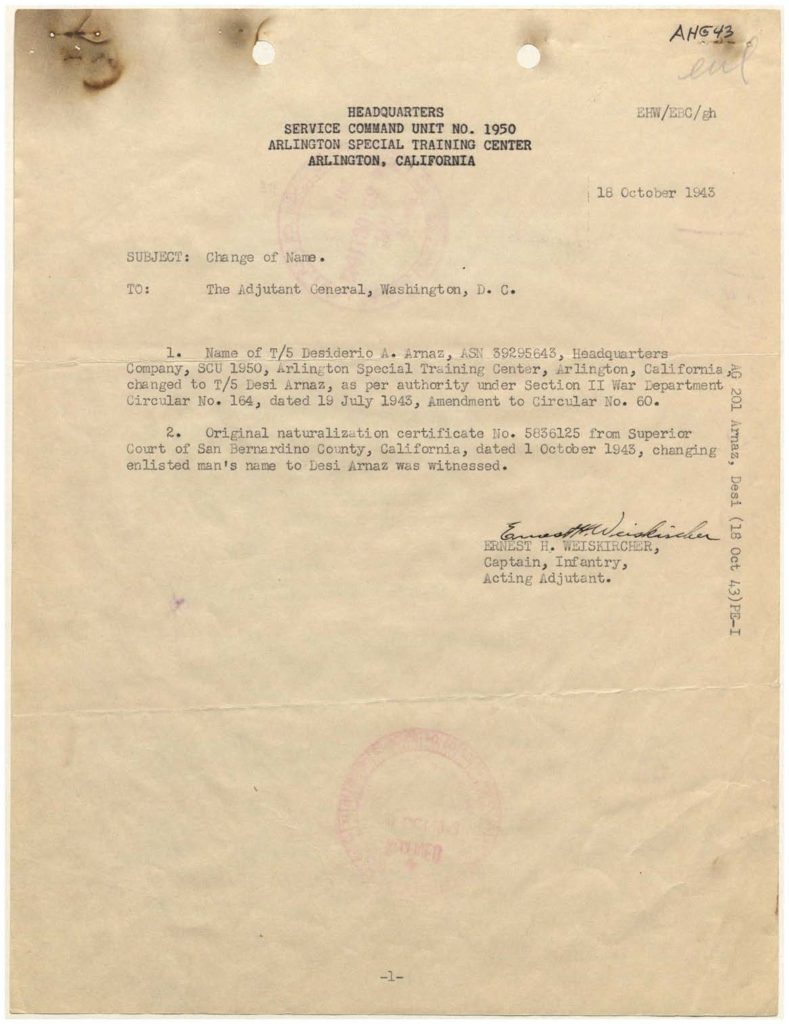 AHG43
enl
HEADQUARTERS
EHW/EBC/gh
SERVICE COMMAND UNIT NO. 1950
ARLINGTON SPECIAL TRAINING CENTER
ARLINGTON, CALIFORNIA
18 October 1943
SUBJECT: Change of Name.
TO: The Adjutant General, Washington, D. C.
1. Name of T/5 Desiderio A. Arnaz, ASN 39295643, Headquarters
Company, SCU 1950, Arlington Special Training Center, Arlington, California,
changed to T/5 Desi Arnaz, as per authority under Section II War Department
Circular No. 164, dated 19 July 1943, Amendment to Circular No. 60.
2. Original naturalization certificate No. 5836125 from Superior
Court of San Bernardino County, California, dated 1 October 1943, changing
enlisted man's name to Desi Arnaz was witnessed.
Ernest H. Weiskircher
ERNEST H. WEISKIRCHER,
Captain, Infantry,
Acting Adjutant.
AG 201 Arnaz, Desi (18 Oct 43)PE-I
-1-